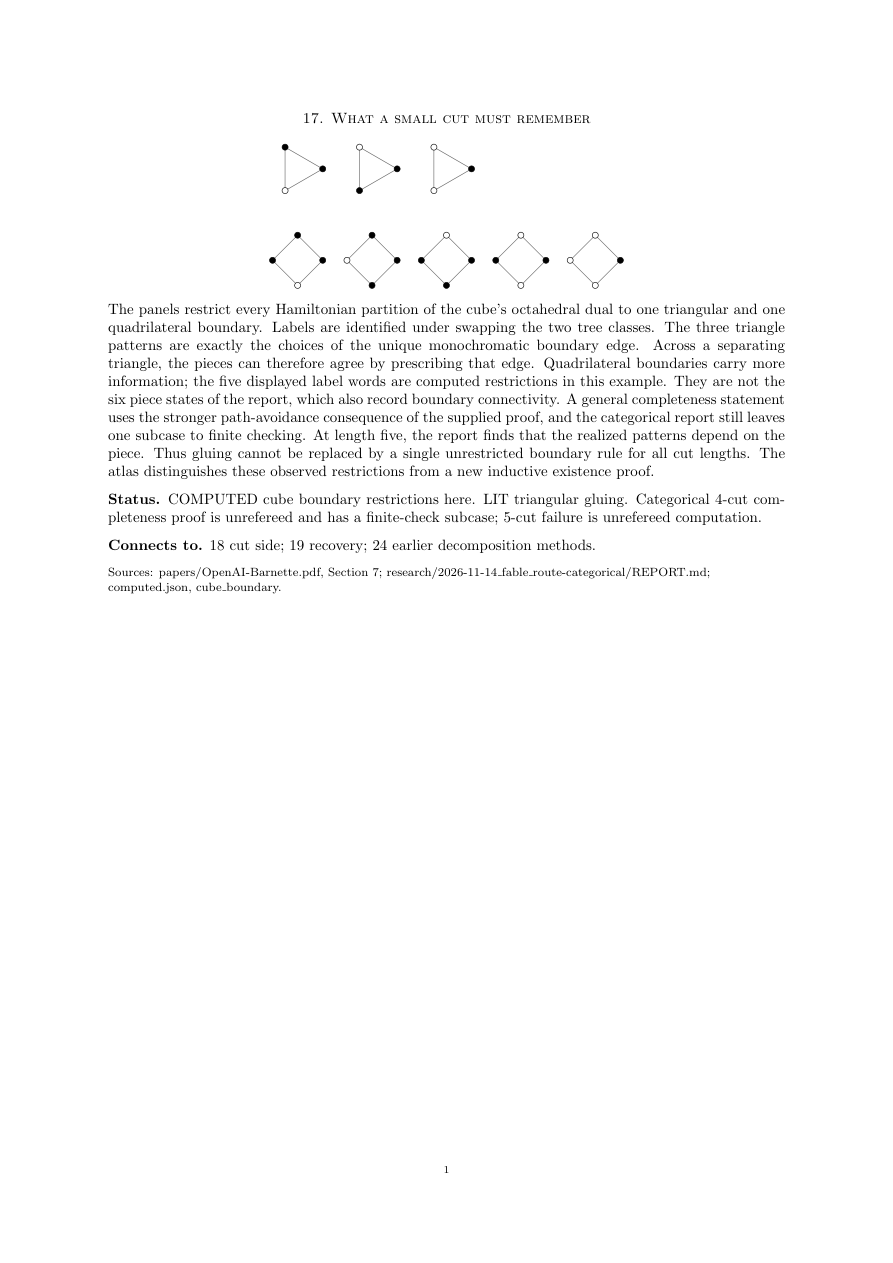 17. What a small cut must remember
The panels restrict every Hamiltonian partition of the cube's octahedral dual to one triangular and one
quadrilateral boundary. Labels are identified under swapping the two tree classes. The three triangle
patterns are exactly the choices of the unique monochromatic boundary edge. Across a separating
triangle, the pieces can therefore agree by prescribing that edge. Quadrilateral boundaries carry more
information; the five displayed label words are computed restrictions in this example. They are not the
six piece states of the report, which also record boundary connectivity. A general completeness statement
uses the stronger path-avoidance consequence of the supplied proof, and the categorical report still leaves
one subcase to finite checking. At length five, the report finds that the realized patterns depend on the
piece. Thus gluing cannot be replaced by a single unrestricted boundary rule for all cut lengths. The
atlas distinguishes these observed restrictions from a new inductive existence proof.
Status. COMPUTED cube boundary restrictions here. LIT triangular gluing. Categorical 4-cut com-
pleteness proof is unrefereed and has a finite-check subcase; 5-cut failure is unrefereed computation.
Connects to. 18 cut side; 19 recovery; 24 earlier decomposition methods.
Sources: papers/OpenAI-Barnette.pdf, Section 7; research/2026-11-14_fable_route-categorical/REPORT.md;
computed.json, cube_boundary.
1